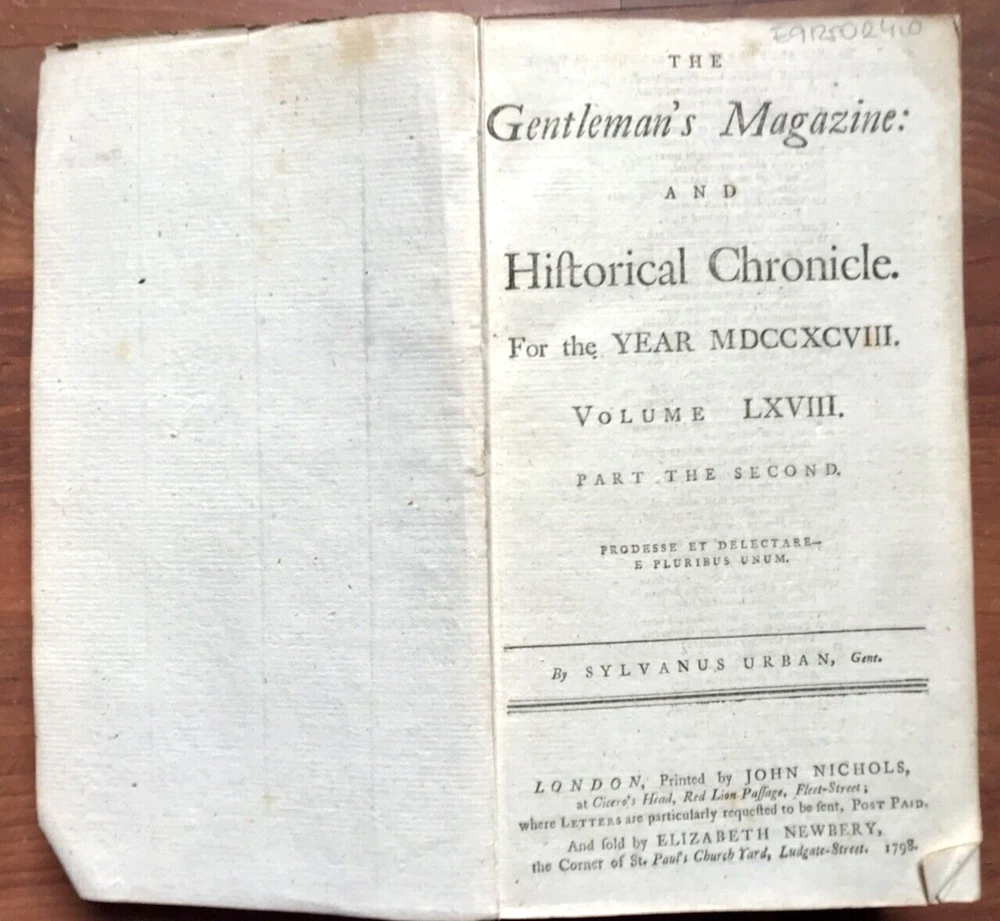 E9R50R410
THE
Gentleman's Magazine:
AND
Hiſtorical Chronicle.
For the YEAR MDCCXCVIII.
VOLUME LXVIII.
PART THE SECOND.
PRODESSE ET DELECTARE—
E PLURIBUS UNUM.
By SYLVANUS URBAN, Gent.
LONDON, Printed by JOHN NICHOLS,
at Cicero's Head, Red Lion Paſſage, Fleet-Street;
where LETTERS are particularly requeſted to be ſent, POST PAID.
And ſold by ELIZABETH NEWBERY,
the Corner of St. Paul's Church Yard, Ludgate-Street. 1798.